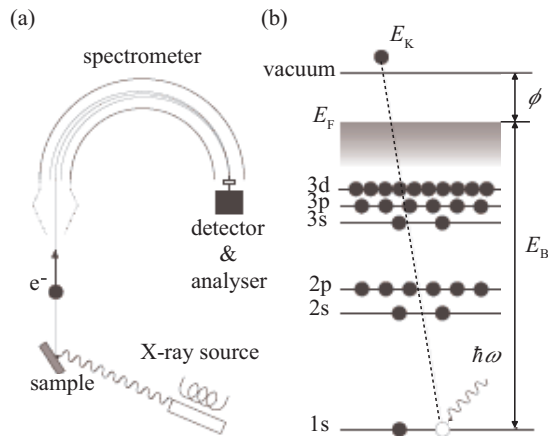 (a)
spectrometer
detector
&
analyser
e-
X-ray source
sample
(b)
E_K
vacuum
ϕ
E_F
3d
3p
3s
E_B
2p
2s
ℏω
1s